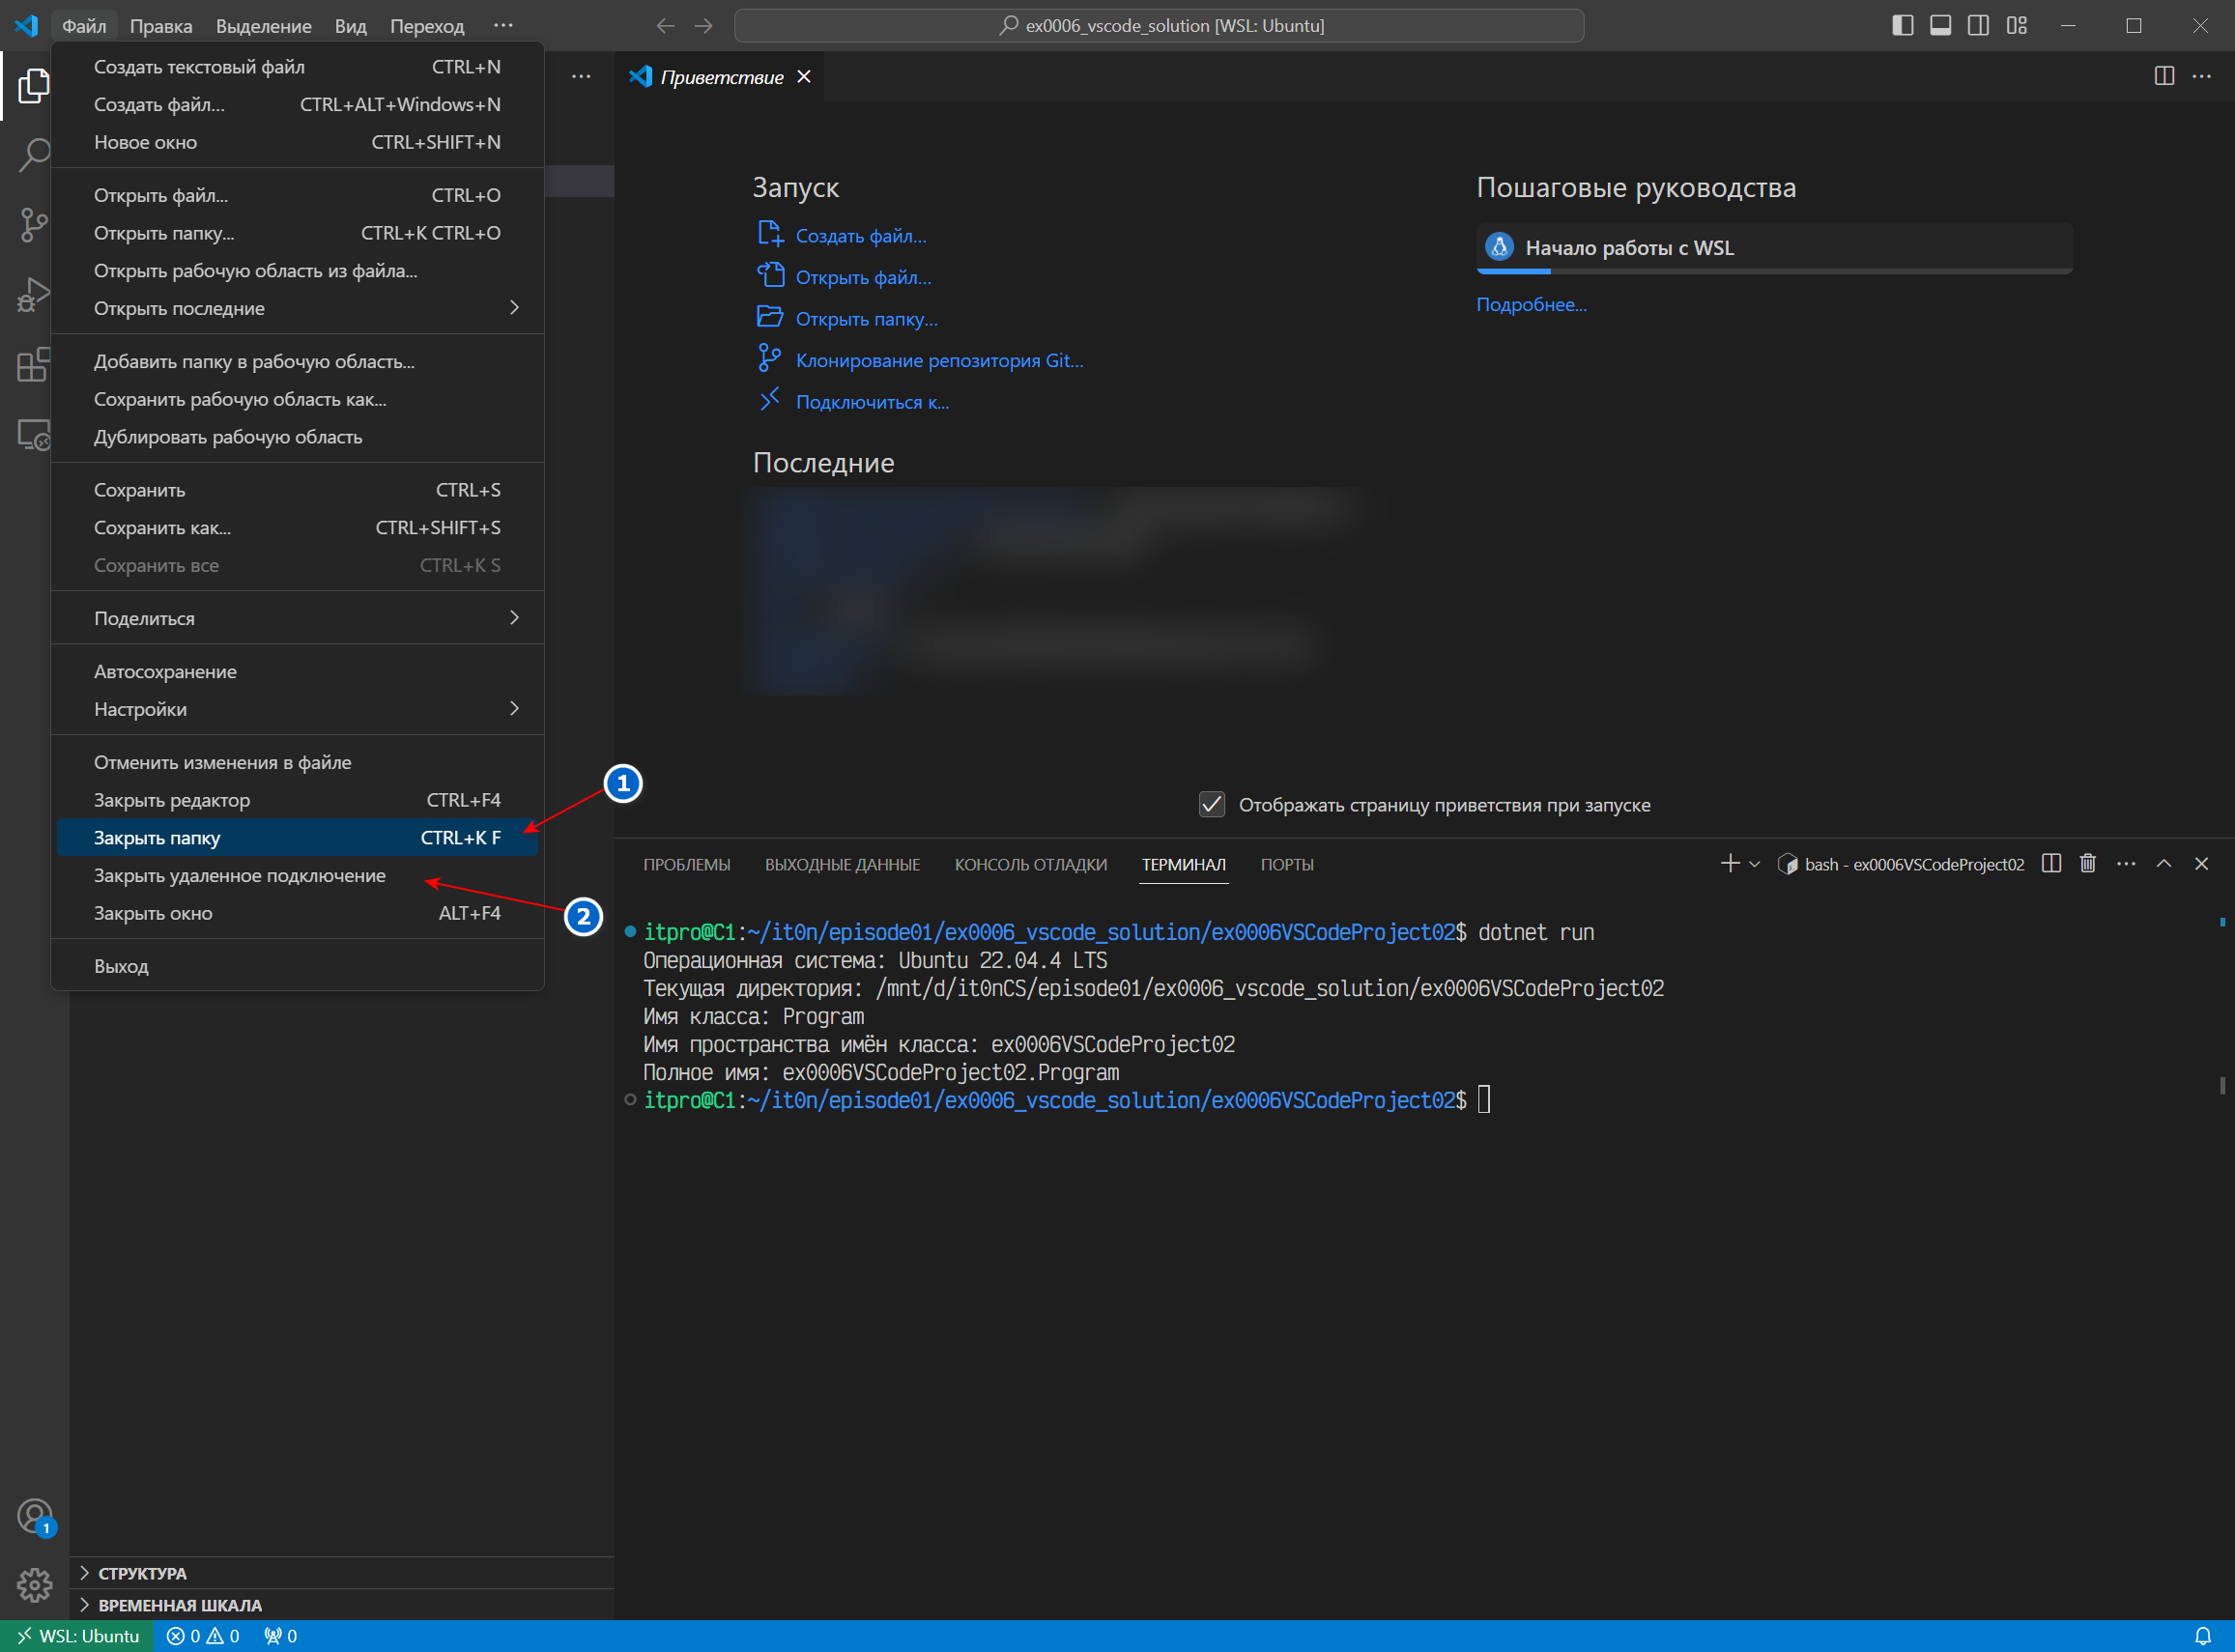 Файл Правка Выделение Вид Переход ···
ex0006_vscode_solution [WSL: Ubuntu]
Создать текстовый файл CTRL+N
Создать файл... CTRL+ALT+Windows+N
Новое окно CTRL+SHIFT+N
Открыть файл... CTRL+O
Открыть папку... CTRL+K CTRL+O
Открыть рабочую область из файла...
Открыть последние
Добавить папку в рабочую область...
Сохранить рабочую область как...
Дублировать рабочую область
Сохранить CTRL+S
Сохранить как... CTRL+SHIFT+S
Сохранить все CTRL+K S
Поделиться
Автосохранение
Настройки
Отменить изменения в файле
Закрыть редактор CTRL+F4
Закрыть папку CTRL+K F
Закрыть удаленное подключение
Закрыть окно ALT+F4
Выход
1
2
Приветствие
Запуск
Создать файл...
Открыть файл...
Открыть папку...
Клонирование репозитория Git...
Подключиться к...
Последние
Пошаговые руководства
Начало работы с WSL
Подробнее...
Отображать страницу приветствия при запуске
ПРОБЛЕМЫ ВЫХОДНЫЕ ДАННЫЕ КОНСОЛЬ ОТЛАДКИ ТЕРМИНАЛ ПОРТЫ
bash - ex0006VSCodeProject02
itpro@C1:~/it0n/episode01/ex0006_vscode_solution/ex0006VSCodeProject02$ dotnet run
Операционная система: Ubuntu 22.04.4 LTS
Текущая директория: /mnt/d/it0nCS/episode01/ex0006_vscode_solution/ex0006VSCodeProject02
Имя класса: Program
Имя пространства имён класса: ex0006VSCodeProject02
Полное имя: ex0006VSCodeProject02.Program
itpro@C1:~/it0n/episode01/ex0006_vscode_solution/ex0006VSCodeProject02$
1
СТРУКТУРА
ВРЕМЕННАЯ ШКАЛА
WSL: Ubuntu 0 0 0